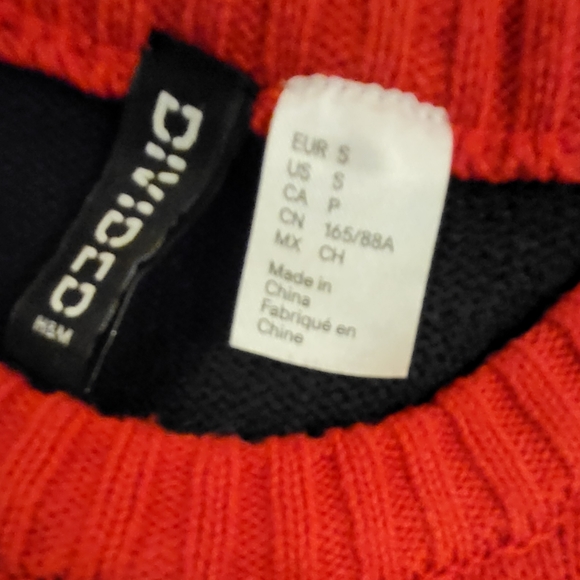 DIVIDED
H&M
EUR S
US S
CA P
CN 165/88A
MX CH
Made in
China
Fabriqué en
Chine